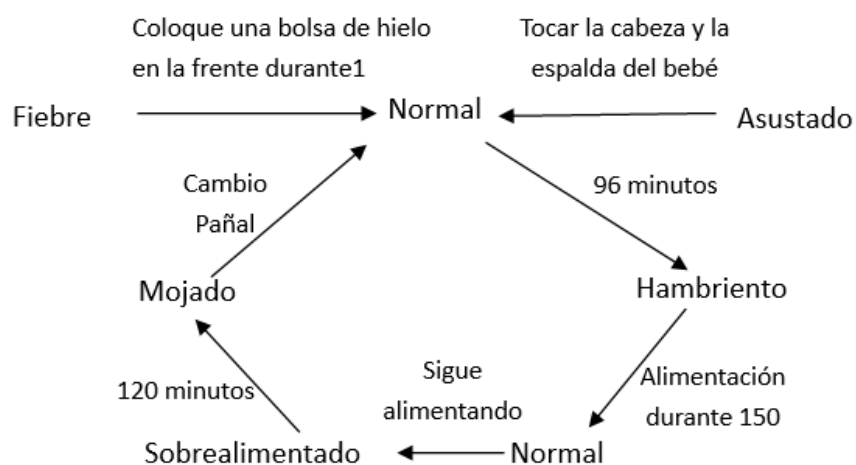 Coloque una bolsa de hielo
en la frente durante1
Tocar la cabeza y la
espalda del bebé
Fiebre
Normal
Asustado
Cambio
Pañal
96 minutos
Mojado
Hambriento
120 minutos
Sigue
alimentando
Alimentación
durante 150
Sobrealimentado
Normal